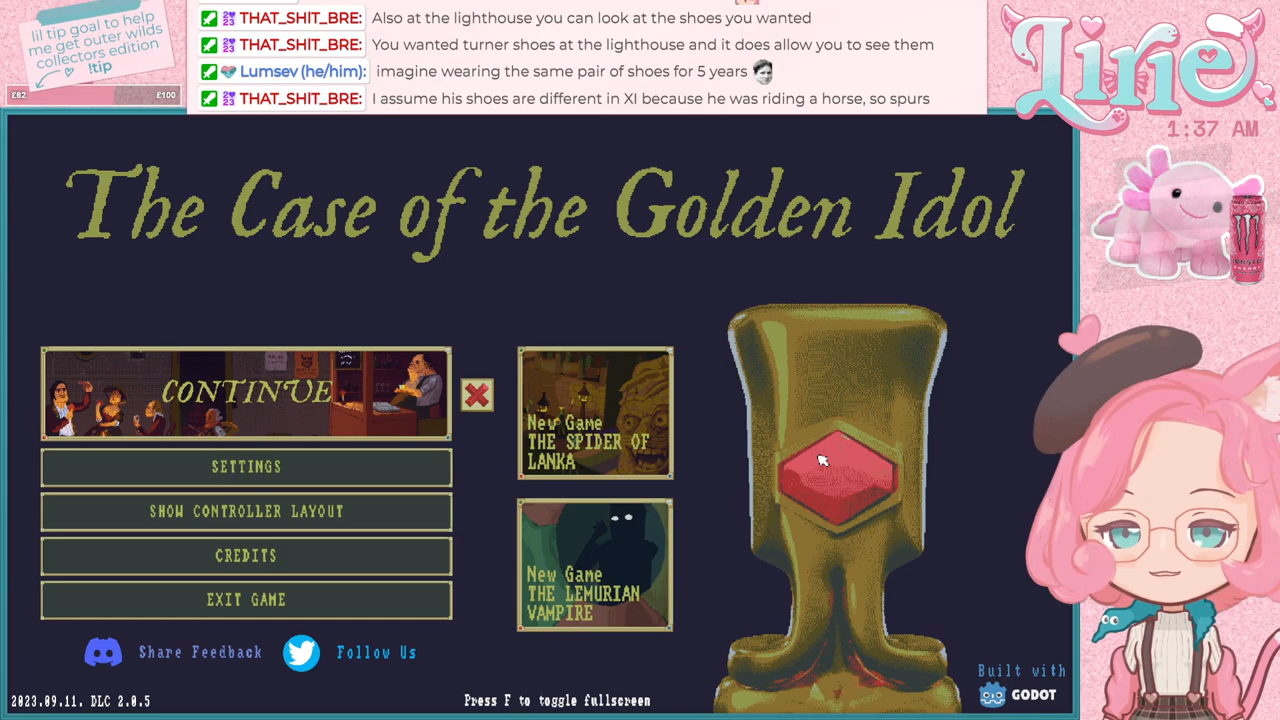 lil tip goal to help
me get outer wilds
collectors edition
!tip
£62
£100
THAT_SHIT_BRE: Also at the lighthouse you can look at the shoes you wanted
THAT_SHIT_BRE: You wanted turner shoes at the lighthouse and it does allow you to see them
Lumsev (he/him): imagine wearing the same pair of shoes for 5 years
THAT_SHIT_BRE: I assume his shoes are different in XI because he was riding a horse, so spurs
Lirie
1:37 AM
The Case of the Golden Idol
CONTINUE
SETTINGS
SHOW CONTROLLER LAYOUT
CREDITS
EXIT GAME
New Game
THE SPIDER OF
LANKA
New Game
THE LEMURIAN
VAMPIRE
Share Feedback
Follow Us
2023.09.11. DLC 2.0.5
Press F to toggle fullscreen
Built with
GODOT